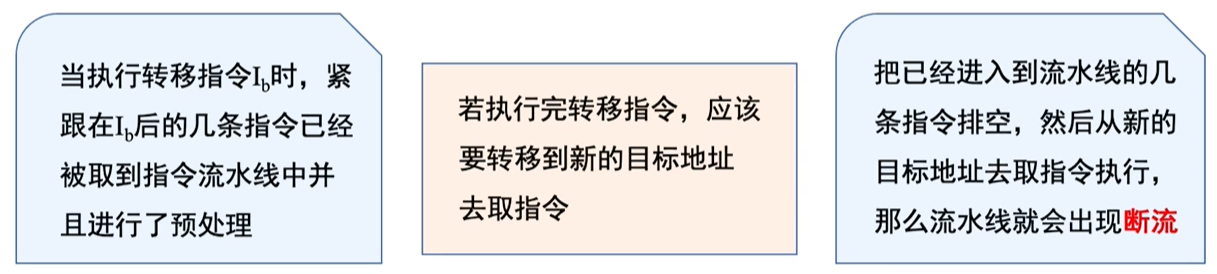 当执行转移指令Ib时，紧
跟在Ib后的几条指令已经
被取到指令流水线中并
且进行了预处理
若执行完转移指令，应该
要转移到新的目标地址
去取指令
把已经进入到流水线的几
条指令排空，然后从新的
目标地址去取指令执行，
那么流水线就会出现断流